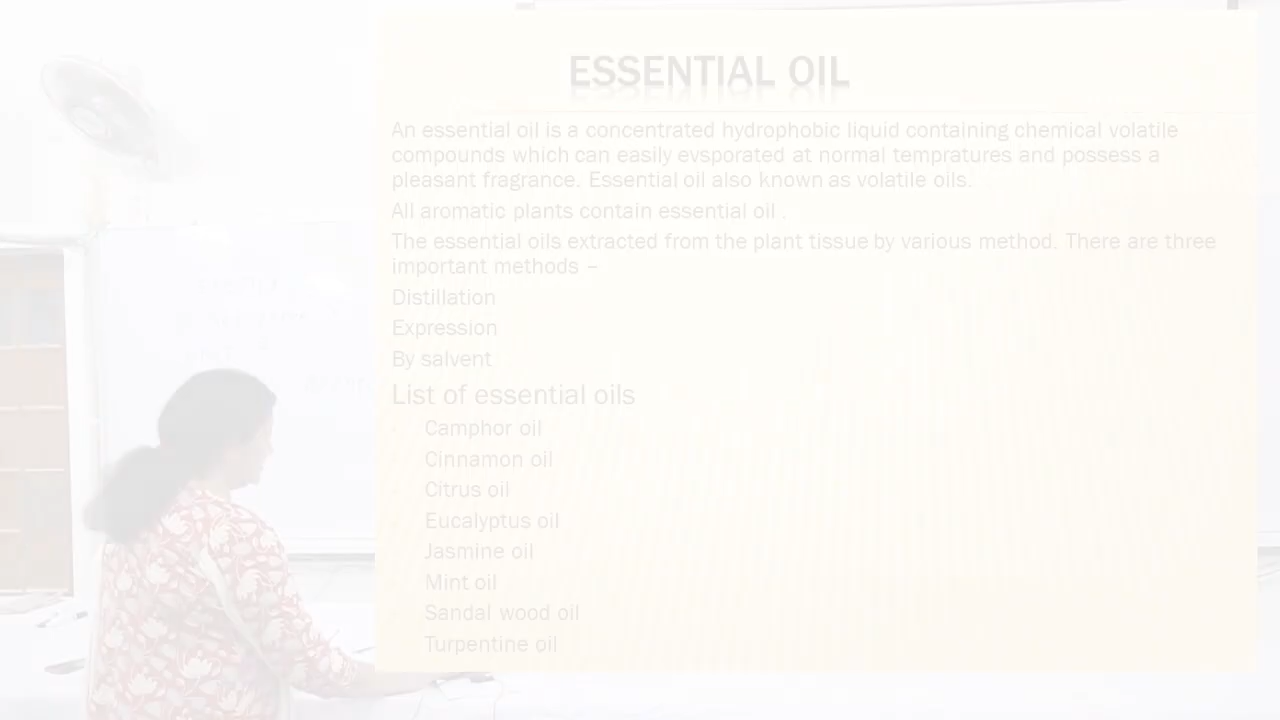 ESSENTIAL OIL
An essential oil is a concentrated hydrophobic liquid containing chemical volatile
compounds which can easily evsporated at normal tempratures and possess a
pleasant fragrance. Essential oil also known as volatile oils.
All aromatic plants contain essential oil .
The essential oils extracted from the plant tissue by various method. There are three
important methods –
Distillation
Expression
By salvent
List of essential oils
Camphor oil
Cinnamon oil
Citrus oil
Eucalyptus oil
Jasmine oil
Mint oil
Sandal wood oil
Turpentine oil